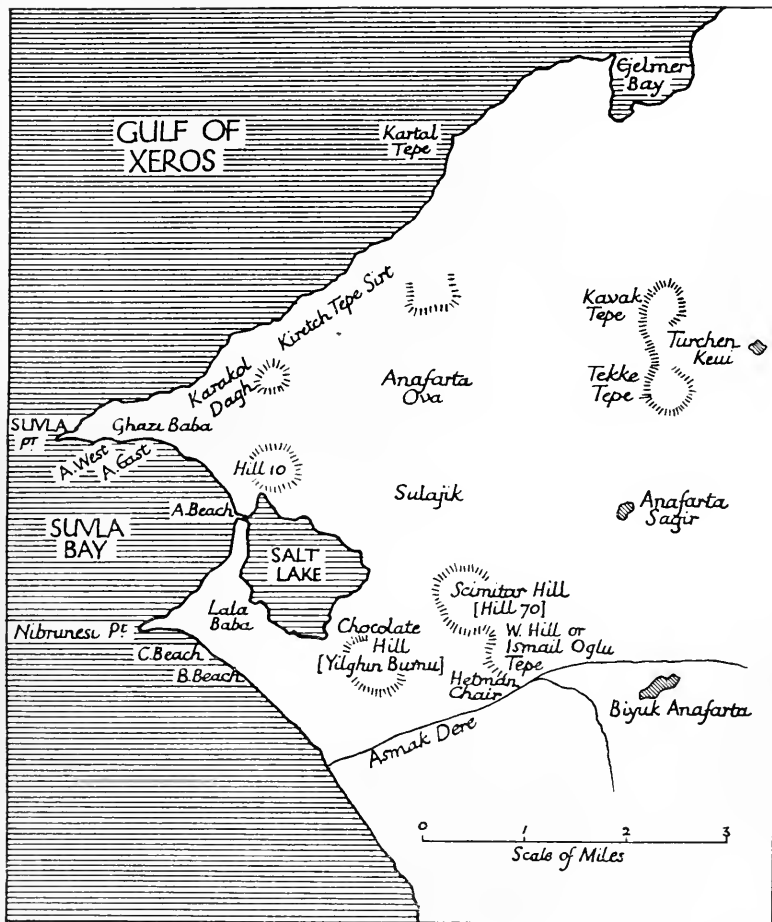 Ejelmer
Bay
GULF OF
XEROS
Kartal
Tepe
Kiretch Tepe Sirt
Kavak
Tepe
Turchen
Keui
Karakol
Dagh
Anafarta
Ova
Tekke
Tepe
SUVLA
PT.
Ghazi Baba
A.West
A.East
Hill 10
Sulajik
Anafarta
Sagir
A.Beach
SUVLA
BAY
SALT
LAKE
Scimitar Hill
[Hill 70]
Lala
Baba
Nibrunesi Pt.
Chocolate
Hill
[Yilghin Burnu]
W. Hill or
Ismail Oglu
Tepe
C.Beach
B.Beach
Hetman
Chair
Biyuk Anafarta
Asmak Dere
0 1 2 3
Scale of Miles